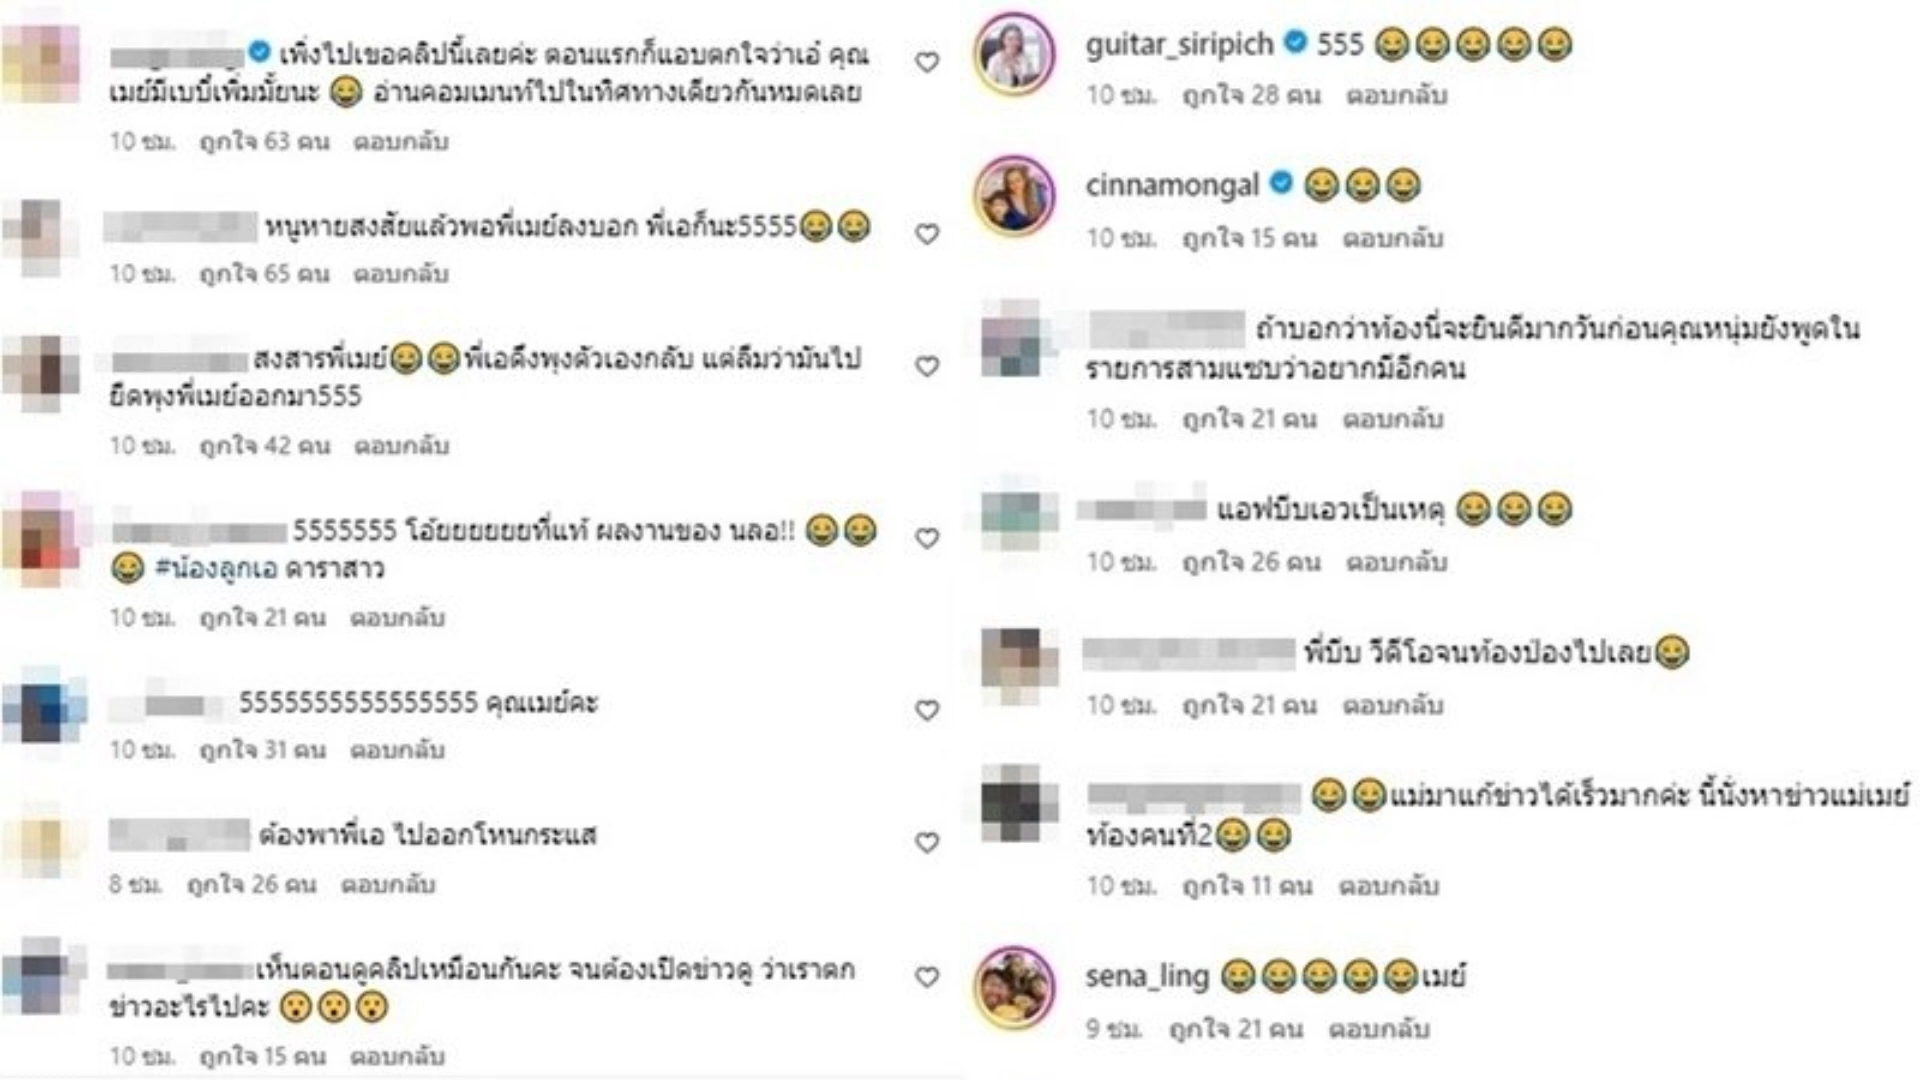 เพิ่งไปเขอคลิปนี้เลยค่ะ ตอนแรกก็แอบตกใจว่าเอ๋ คุณ
เมย์มีเบบี๋เพิ่มมั้ยนะ 😂 อ่านคอมเมนท์ไปในทิศทางเดียวกันหมดเลย
10 ชม. ถูกใจ 63 คน ตอบกลับ
หนูหายสงสัยแล้วพอพี่เมย์ลงบอก พี่เอก็นะ5555😂😂
10 ชม. ถูกใจ 65 คน ตอบกลับ
สงสารพี่เมย์😂😂พี่เอดึงพุงตัวเองกลับ แต่ลืมว่ามันไป
ยืดพุงพี่เมย์ออกมา555
10 ชม. ถูกใจ 42 คน ตอบกลับ
5555555 โอ้ยยยยยยที่แท้ ผลงานของ นลอ!! 😂😂
😂 #น้องลูกเอ ดาราสาว
10 ชม. ถูกใจ 21 คน ตอบกลับ
5555555555555555 คุณเมย์คะ
10 ชม. ถูกใจ 31 คน ตอบกลับ
ต้องพาพี่เอ ไปออกโหนกระแส
8 ชม. ถูกใจ 26 คน ตอบกลับ
เห็นตอนดูคลิปเหมือนกันคะ จนต้องเปิดข่าวดู ว่าเราตก
ข่าวอะไรไปคะ 😮😮😮
10 ชม. ถูกใจ 15 คน ตอบกลับ
guitar_siripich 555 😂😂😂😂😂
10 ชม. ถูกใจ 28 คน ตอบกลับ
cinnamongal 😂😂😂
10 ชม. ถูกใจ 15 คน ตอบกลับ
ถ้าบอกว่าท้องนี่จะยินดีมากวันก่อนคุณหนุ่มยังพูดใน
รายการสามแซบว่าอยากมีอีกคน
10 ชม. ถูกใจ 21 คน ตอบกลับ
แอฟบีบเอวเป็นเหตุ 😂😂😂
10 ชม. ถูกใจ 26 คน ตอบกลับ
พี่บีบ วีดีโอจนท้องป่องไปเลย😂
10 ชม. ถูกใจ 21 คน ตอบกลับ
😂😂แม่มาแก้ข่าวได้เร็วมากค่ะ นี้นั่งหาข่าวแม่เมย์
ท้องคนที่2😂😂
10 ชม. ถูกใจ 11 คน ตอบกลับ
sena_ling 😂😂😂😂😂เมย์
9 ชม. ถูกใจ 21 คน ตอบกลับ